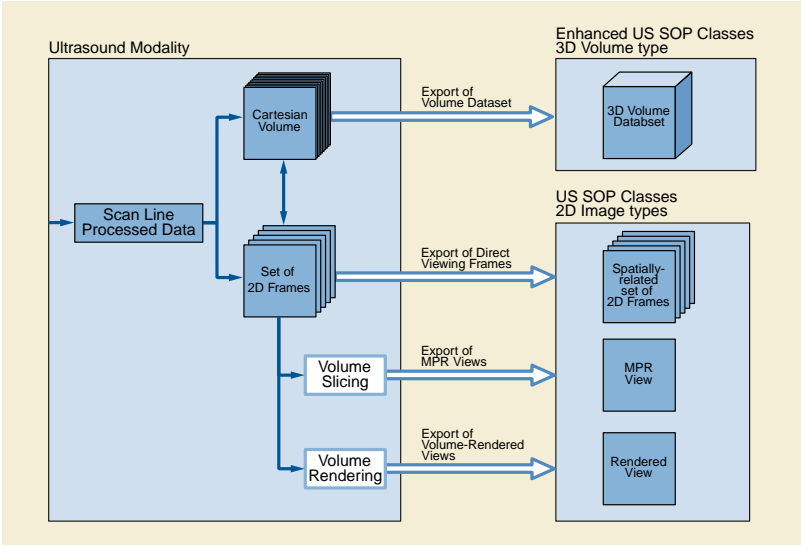 Ultrasound Modality
Enhanced US SOP Classes
3D Volume type
Cartesian
Volume
Export of
Volume Dataset
3D Volume
Databset
Scan Line
Processed Data
US SOP Classes
2D Image types
Set of
2D Frames
Export of Direct
Viewing Frames
Spatially-
related
set of
2D Frames
Volume
Slicing
Export of
MPR Views
MPR
View
Volume
Rendering
Export of
Volume-Rendered
Views
Rendered
View